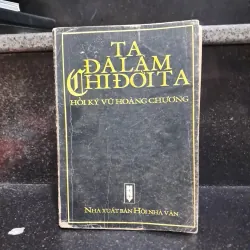 TA
ĐÃ LÀM
CHI ĐỜI TA
HỒI KÝ VŨ HOÀNG CHƯƠNG
NHÀ XUẤT BẢN HỘI NHÀ VĂN